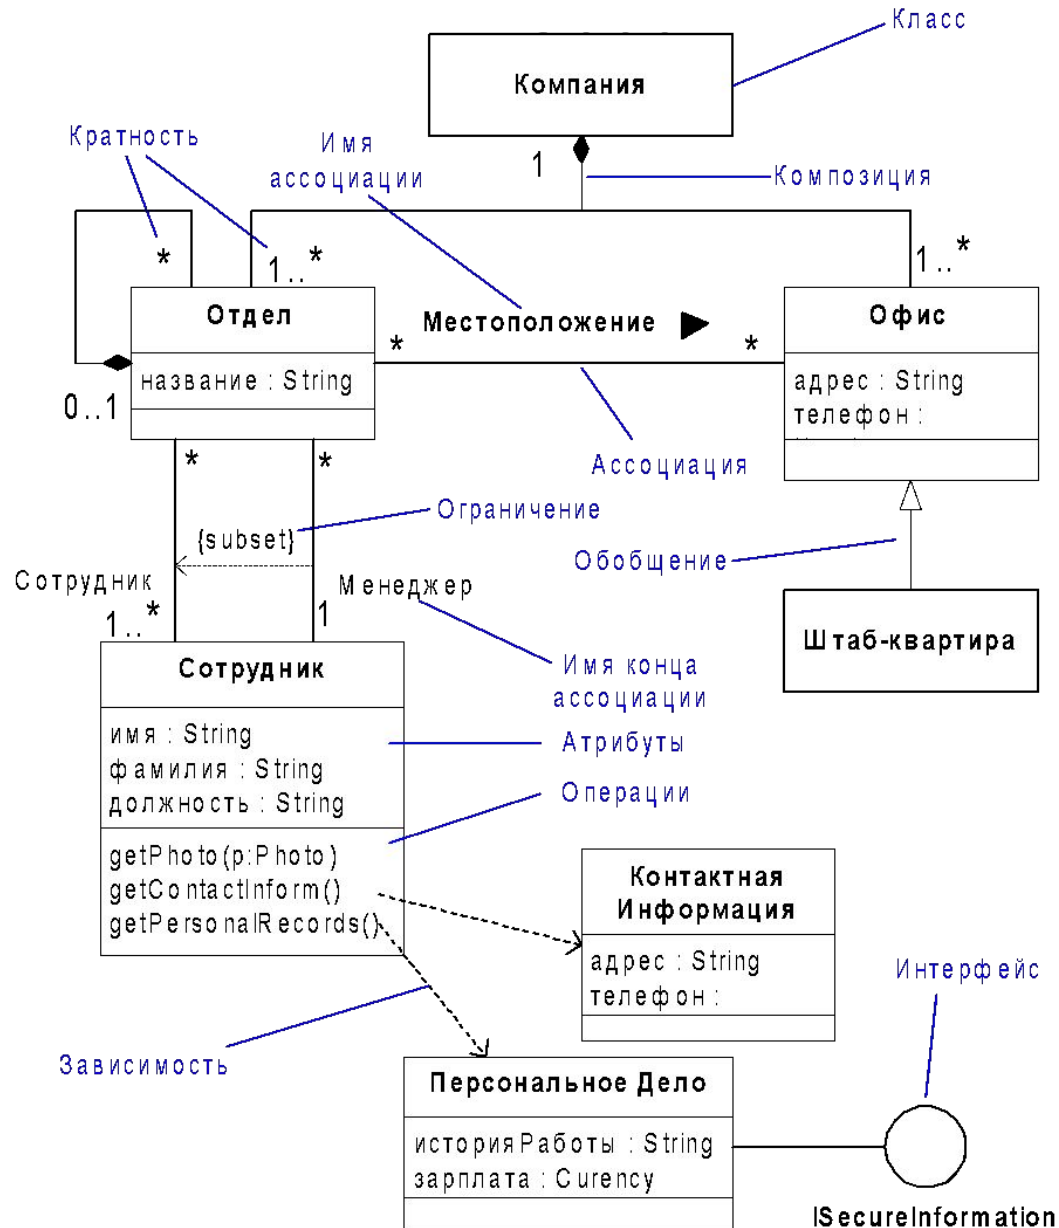 Класс
Компания
Кратность
Имя
ассоциации
1
Композиция
*
1..*
1..*
Отдел
Местоположение
Офис
*
*
название : String
0..1
адрес : String
телефон :
Ассоциация
*
*
Ограничение
{subset}
Обобщение
Сотрудник
Менеджер
1..*
1
Штаб-квартира
Сотрудник
Имя конца
ассоциации
имя : String
фамилия : String
должность : String
Атрибуты
Операции
getPhoto(p:Photo)
getContactInform()
getPersonalRecords()
Контактная
Информация
адрес : String
телефон :
Интерфейс
Зависимость
Персональное Дело
историяРаботы : String
зарплата : Curency
ISecureInformation